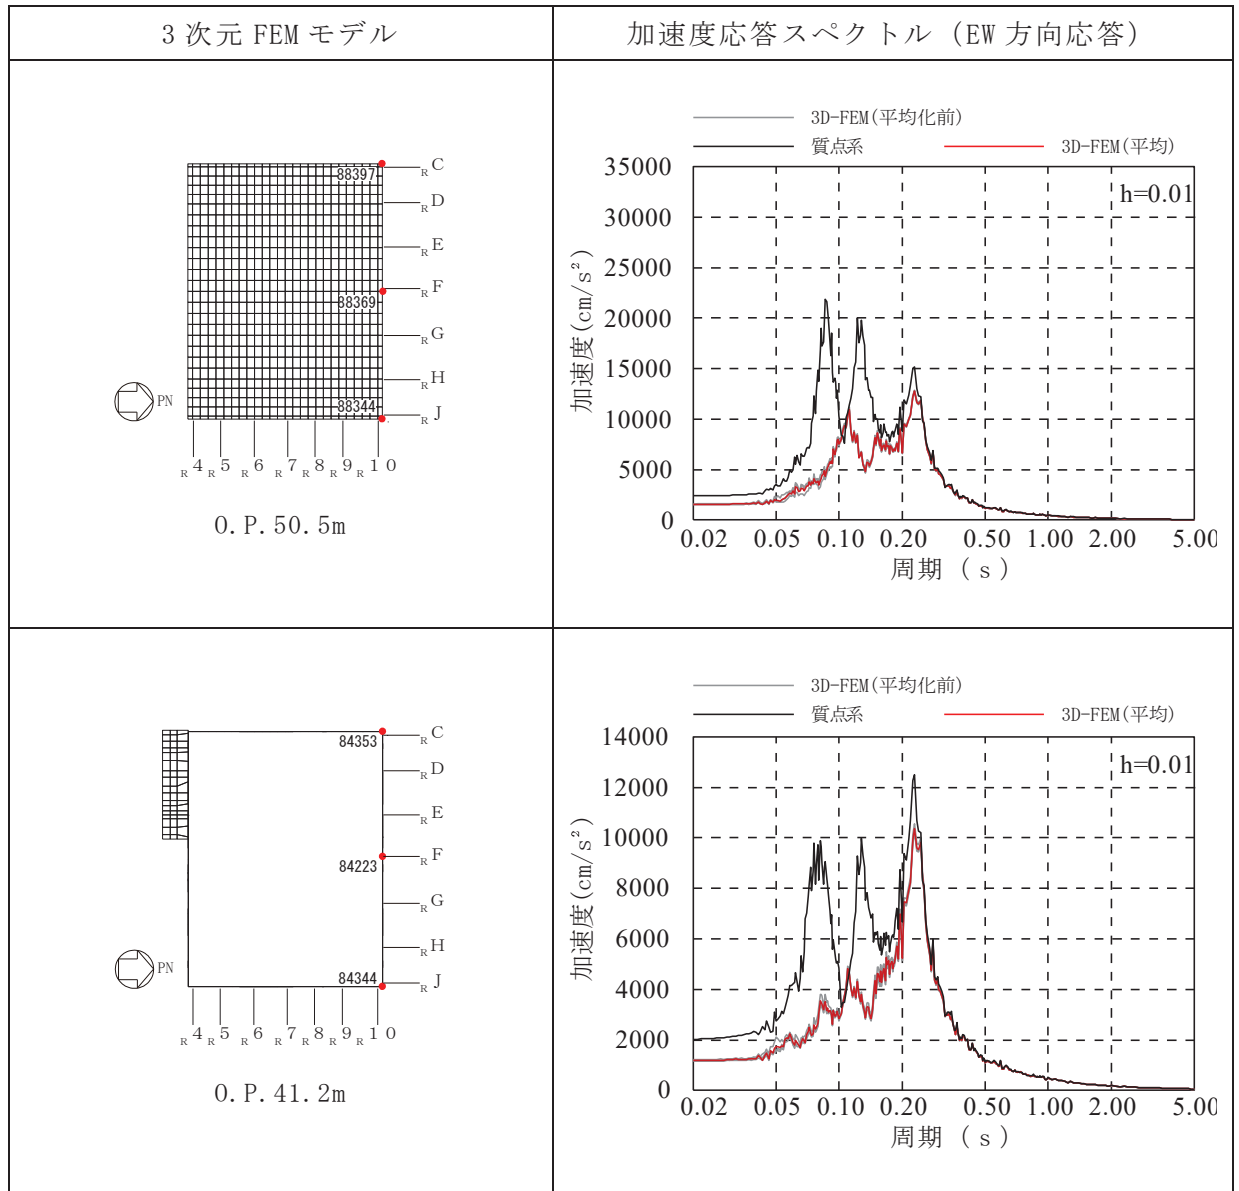 3次元 FEM モデル
加速度応答スペクトル（EW 方向応答）
88397
RC
RD
RE
RF
88369
RG
RH
88344
RJ
PN
R4 R5 R6 R7 R8 R9 R10
O.P.50.5m
3D-FEM(平均化前)
質点系 3D-FEM(平均)
h=0.01
35000
30000
25000
20000
15000
10000
5000
0
加速度(cm/s²)
0.02 0.05 0.10 0.20 0.50 1.00 2.00 5.00
周期 (s)
84353
RC
RD
RE
RF
84223
RG
RH
84344
RJ
PN
R4 R5 R6 R7 R8 R9 R10
O.P.41.2m
3D-FEM(平均化前)
質点系 3D-FEM(平均)
h=0.01
14000
12000
10000
8000
6000
4000
2000
0
加速度(cm/s²)
0.02 0.05 0.10 0.20 0.50 1.00 2.00 5.00
周期 (s)